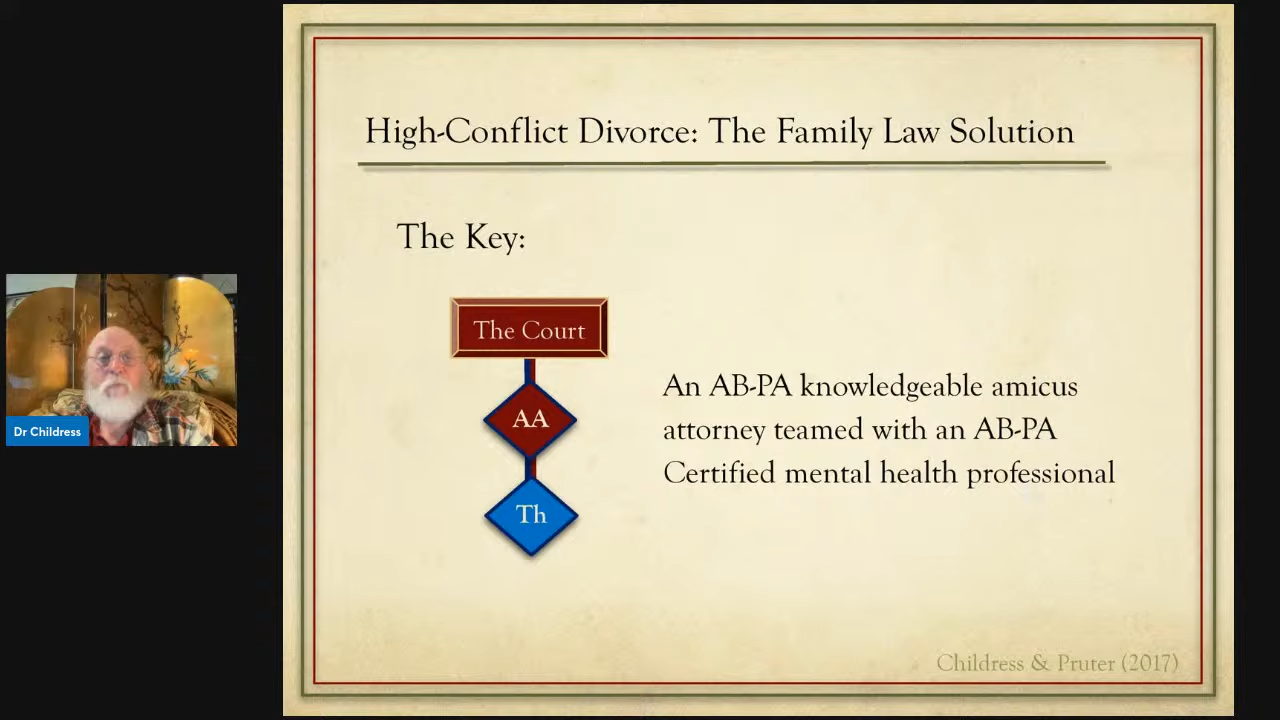 High-Conflict Divorce: The Family Law Solution
The Key:
The Court
AA
Th
An AB-PA knowledgeable amicus
attorney teamed with an AB-PA
Certified mental health professional
Childress & Pruter (2017)
Dr Childress